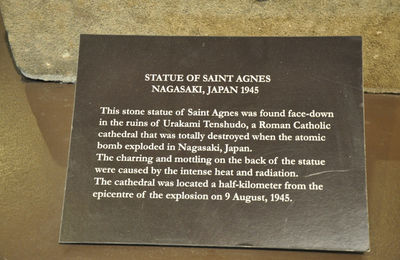 STATUE OF SAINT AGNES
NAGASAKI, JAPAN 1945
This stone statue of Saint Agnes was found face-down
in the ruins of Urakami Tenshudo, a Roman Catholic
cathedral that was totally destroyed when the atomic
bomb exploded in Nagasaki, Japan.
The charring and mottling on the back of the statue
were caused by the intense heat and radiation.
The cathedral was located a half-kilometer from the
epicentre of the explosion on 9 August, 1945.